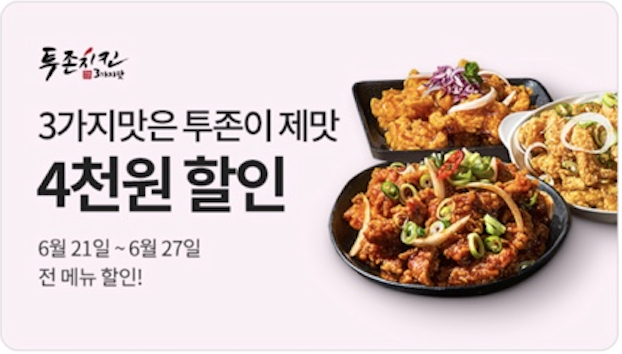 투존치킨
3가지맛
3가지맛은 투존이 제맛
4천원 할인
6월 21일 ~ 6월 27일
전 메뉴 할인!